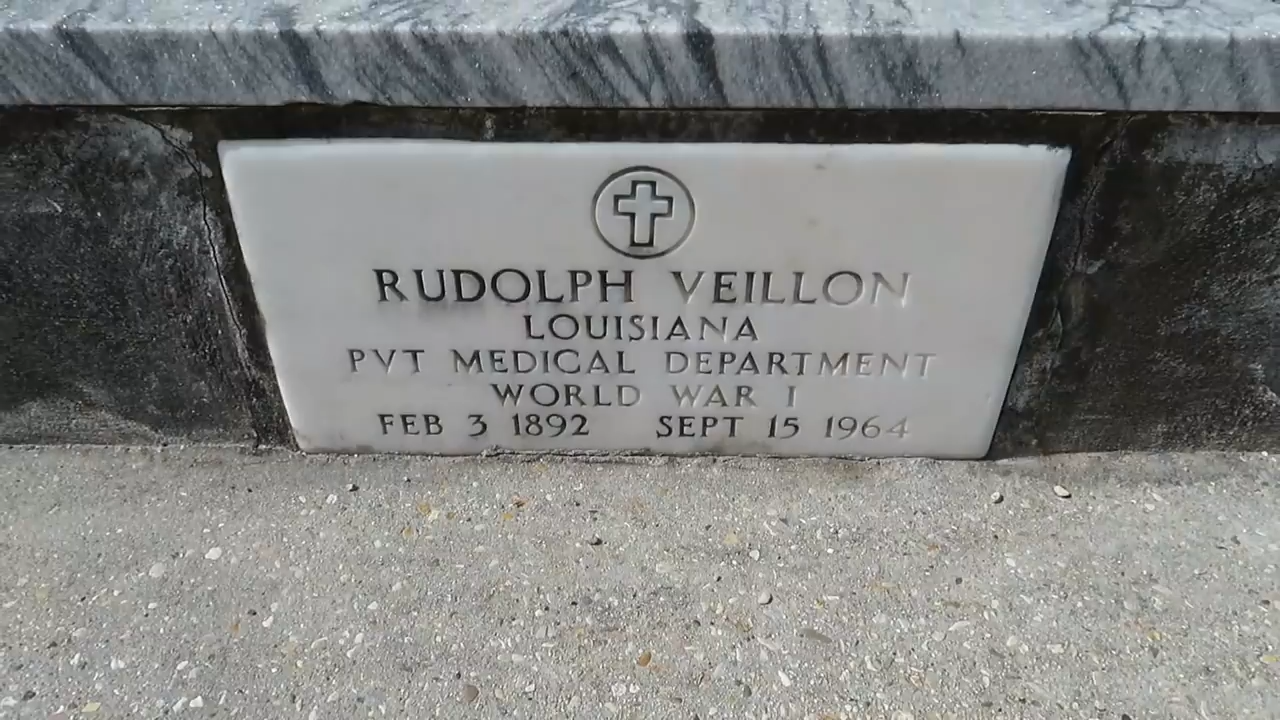 RUDOLPH VEILLON
LOUISIANA
PVT MEDICAL DEPARTMENT
WORLD WAR I
FEB 3 1892 SEPT 15 1964